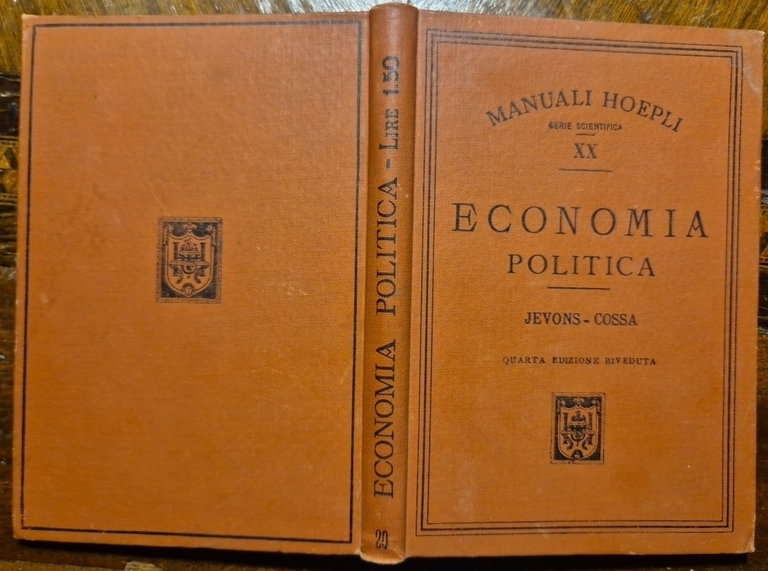 ECONOMIA POLITICA - LIRE 1.50
20
MANUALI HOEPLI
SERIE SCIENTIFICA
XX
ECONOMIA
POLITICA
JEVONS - COSSA
QUARTA EDIZIONE RIVEDUTA